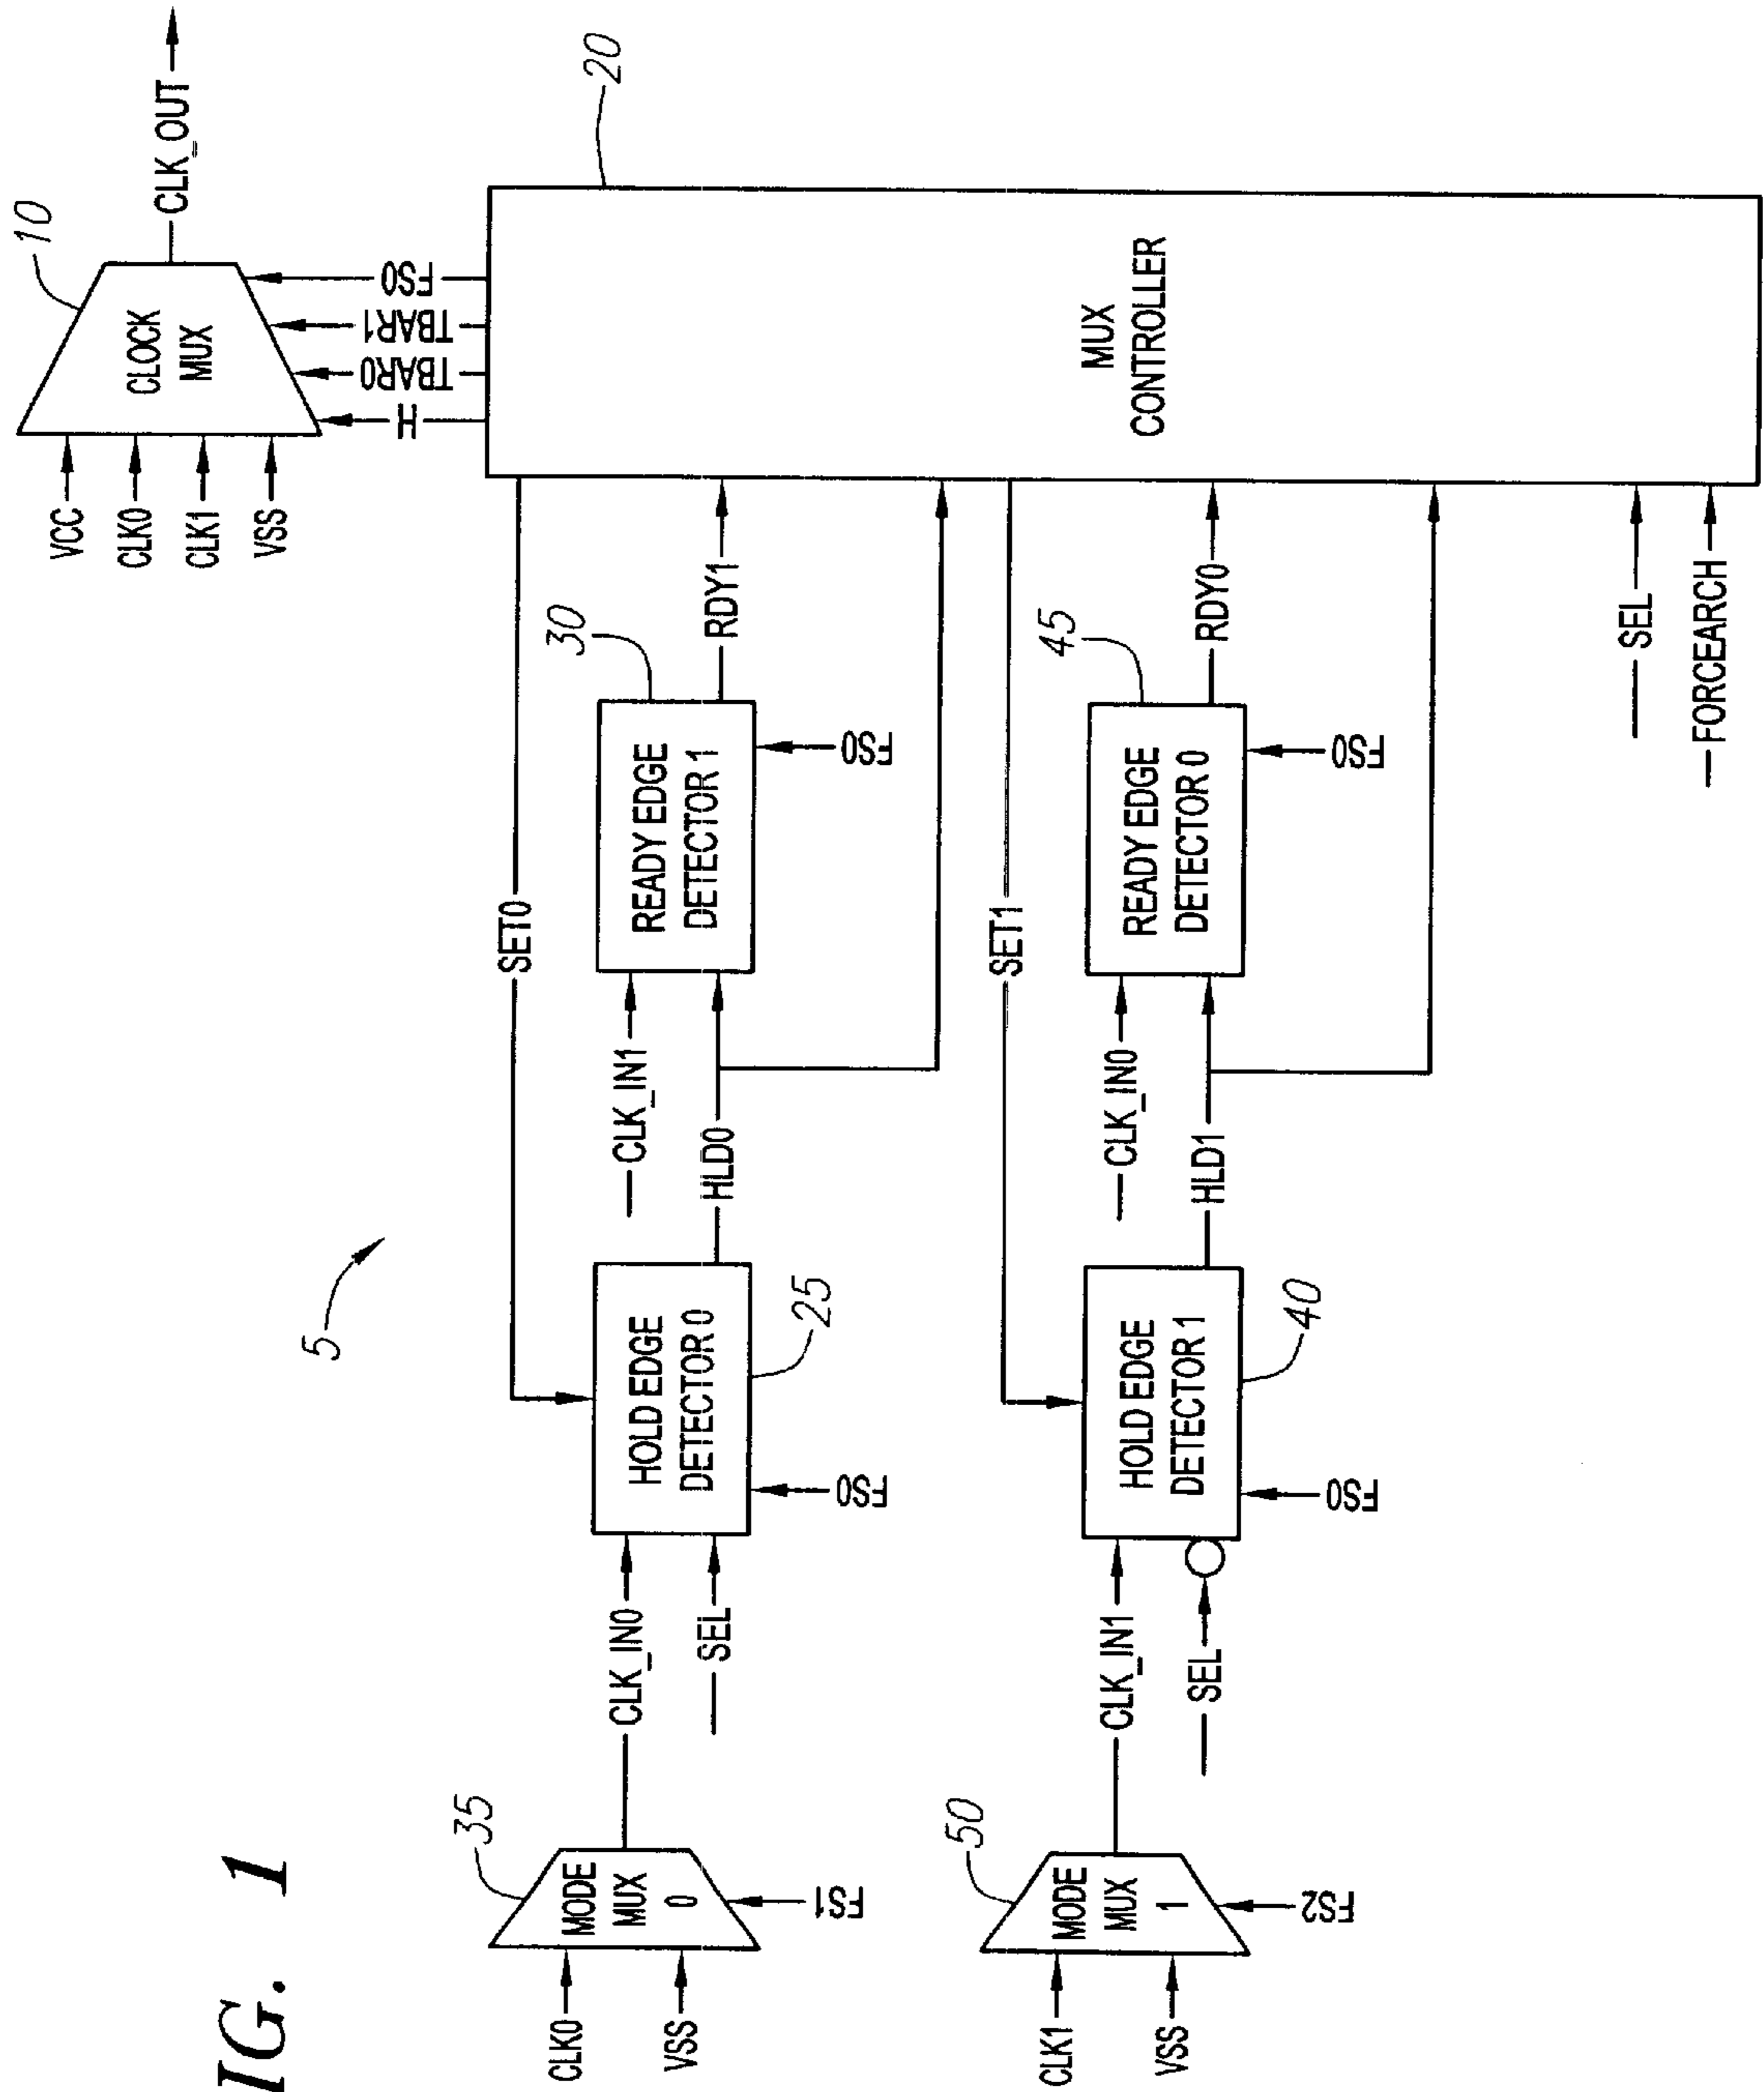 IG. 1
5
VCC
CLK0
CLK1
VSS
CLOCK
MUX
10
CLK_OUT
H
TBAR0
TBAR1
FS0
MUX
CONTROLLER
20
SET0
CLK0
VSS
MODE
MUX
0
35
FS1
CLK_IN0
SEL
HOLD EDGE
DETECTOR 0
25
FS0
HLD0
CLK_IN1
READY EDGE
DETECTOR 1
30
FS0
RDY1
SET1
CLK1
VSS
MODE
MUX
1
50
FS2
CLK_IN1
SEL
HOLD EDGE
DETECTOR 1
40
FS0
HLD1
CLK_IN0
READY EDGE
DETECTOR 0
45
FS0
RDY0
SEL
FORCEARCH